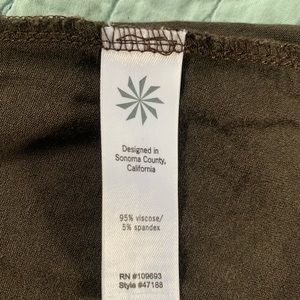 Designed in
Sonoma County,
California
95% viscose/
5% spandex
RN #109693
Style #47188